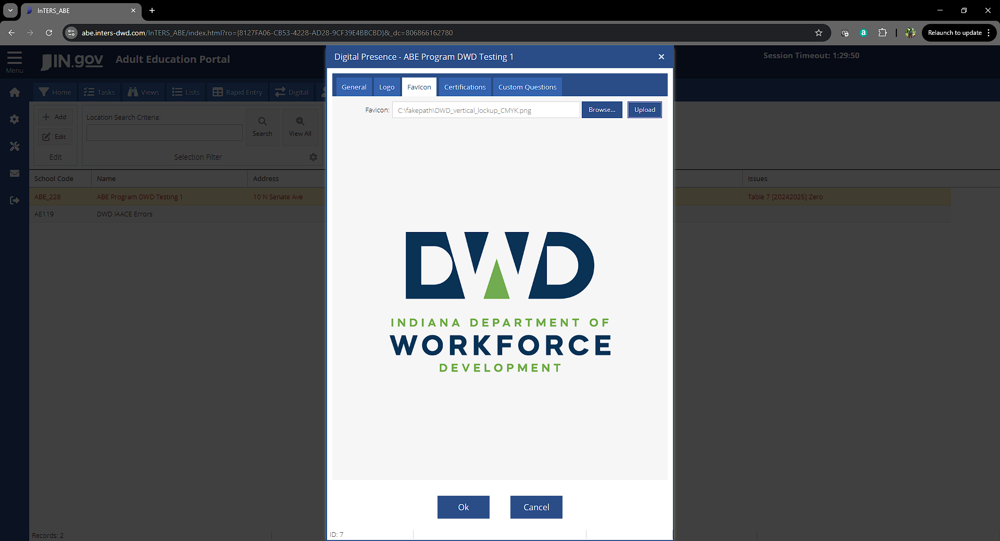 InTERS_ABE
abe.inters-dwd.com/InTERS_ABE/index.html?ro={8127FA06-CB53-4228-AD28-9CF39E4BBCBD}&_dc=806866162780
a
Relaunch to update
Menu
IN.gov
Adult Education Portal
Digital Presence - ABE Program DWD Testing 1
Session Timeout: 1:29:50
Home
Tasks
Views
Lists
Rapid Entry
Digital
General
Logo
FavIcon
Certifications
Custom Questions
Add
Edit
Edit
Location Search Criteria:
Search
View All
Selection Filter
Favicon:
C:\fakepath\DWD_vertical_lockup_CMYK.png
Browse...
Upload
School Code
Name
Address
Issues
ABE_228
ABE Program DWD Testing 1
10 N Senate Ave
Table 7 [20242025] Zero
AE119
DWD IAACE Errors
DWD
INDIANA DEPARTMENT OF
WORKFORCE
DEVELOPMENT
Ok
Cancel
Records: 2
ID: 7